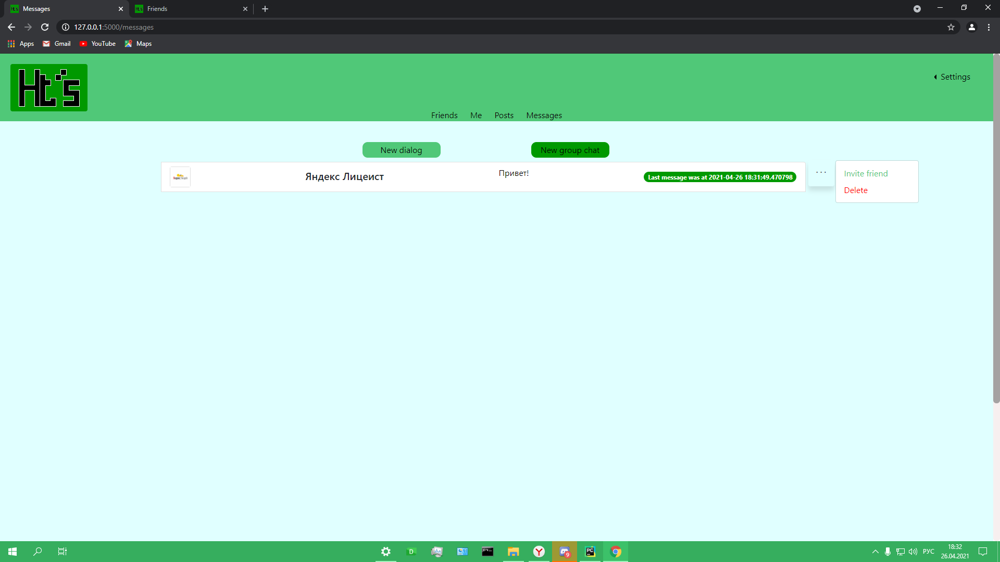 Messages
Friends
127.0.0.1:5000/messages
Apps
Gmail
YouTube
Maps
Ht's
Settings
Friends
Me
Posts
Messages
New dialog
New group chat
Яндекс Лицеист
Привет!
Last message was at 2021-04-26 18:31:49.470798
...
Invite friend
Delete
D
PC
9
РУС
18:32
26.04.2021